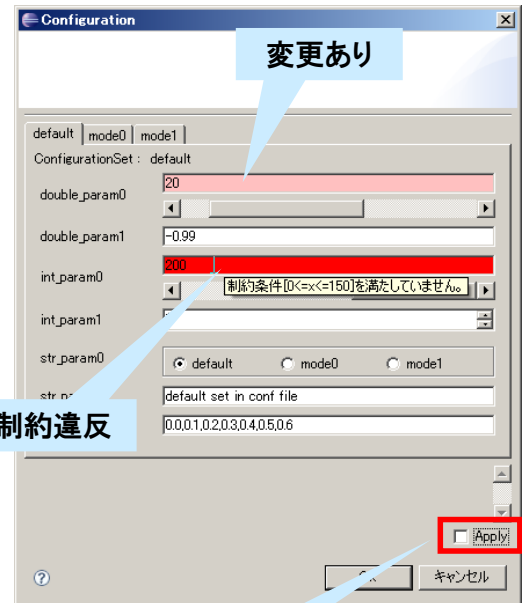 Configuration
変更あり
default mode0 mode1
ConfigurationSet : default
double_param0 20
double_param1 -0.99
int_param0 200
制約条件[0<=x<=150]を満たしていません。
int_param1
str_param0 default mode0 mode1
default set in conf file
制約違反
0.0,0.1,0.2,0.3,0.4,0.5,0.6
Apply
キャンセル